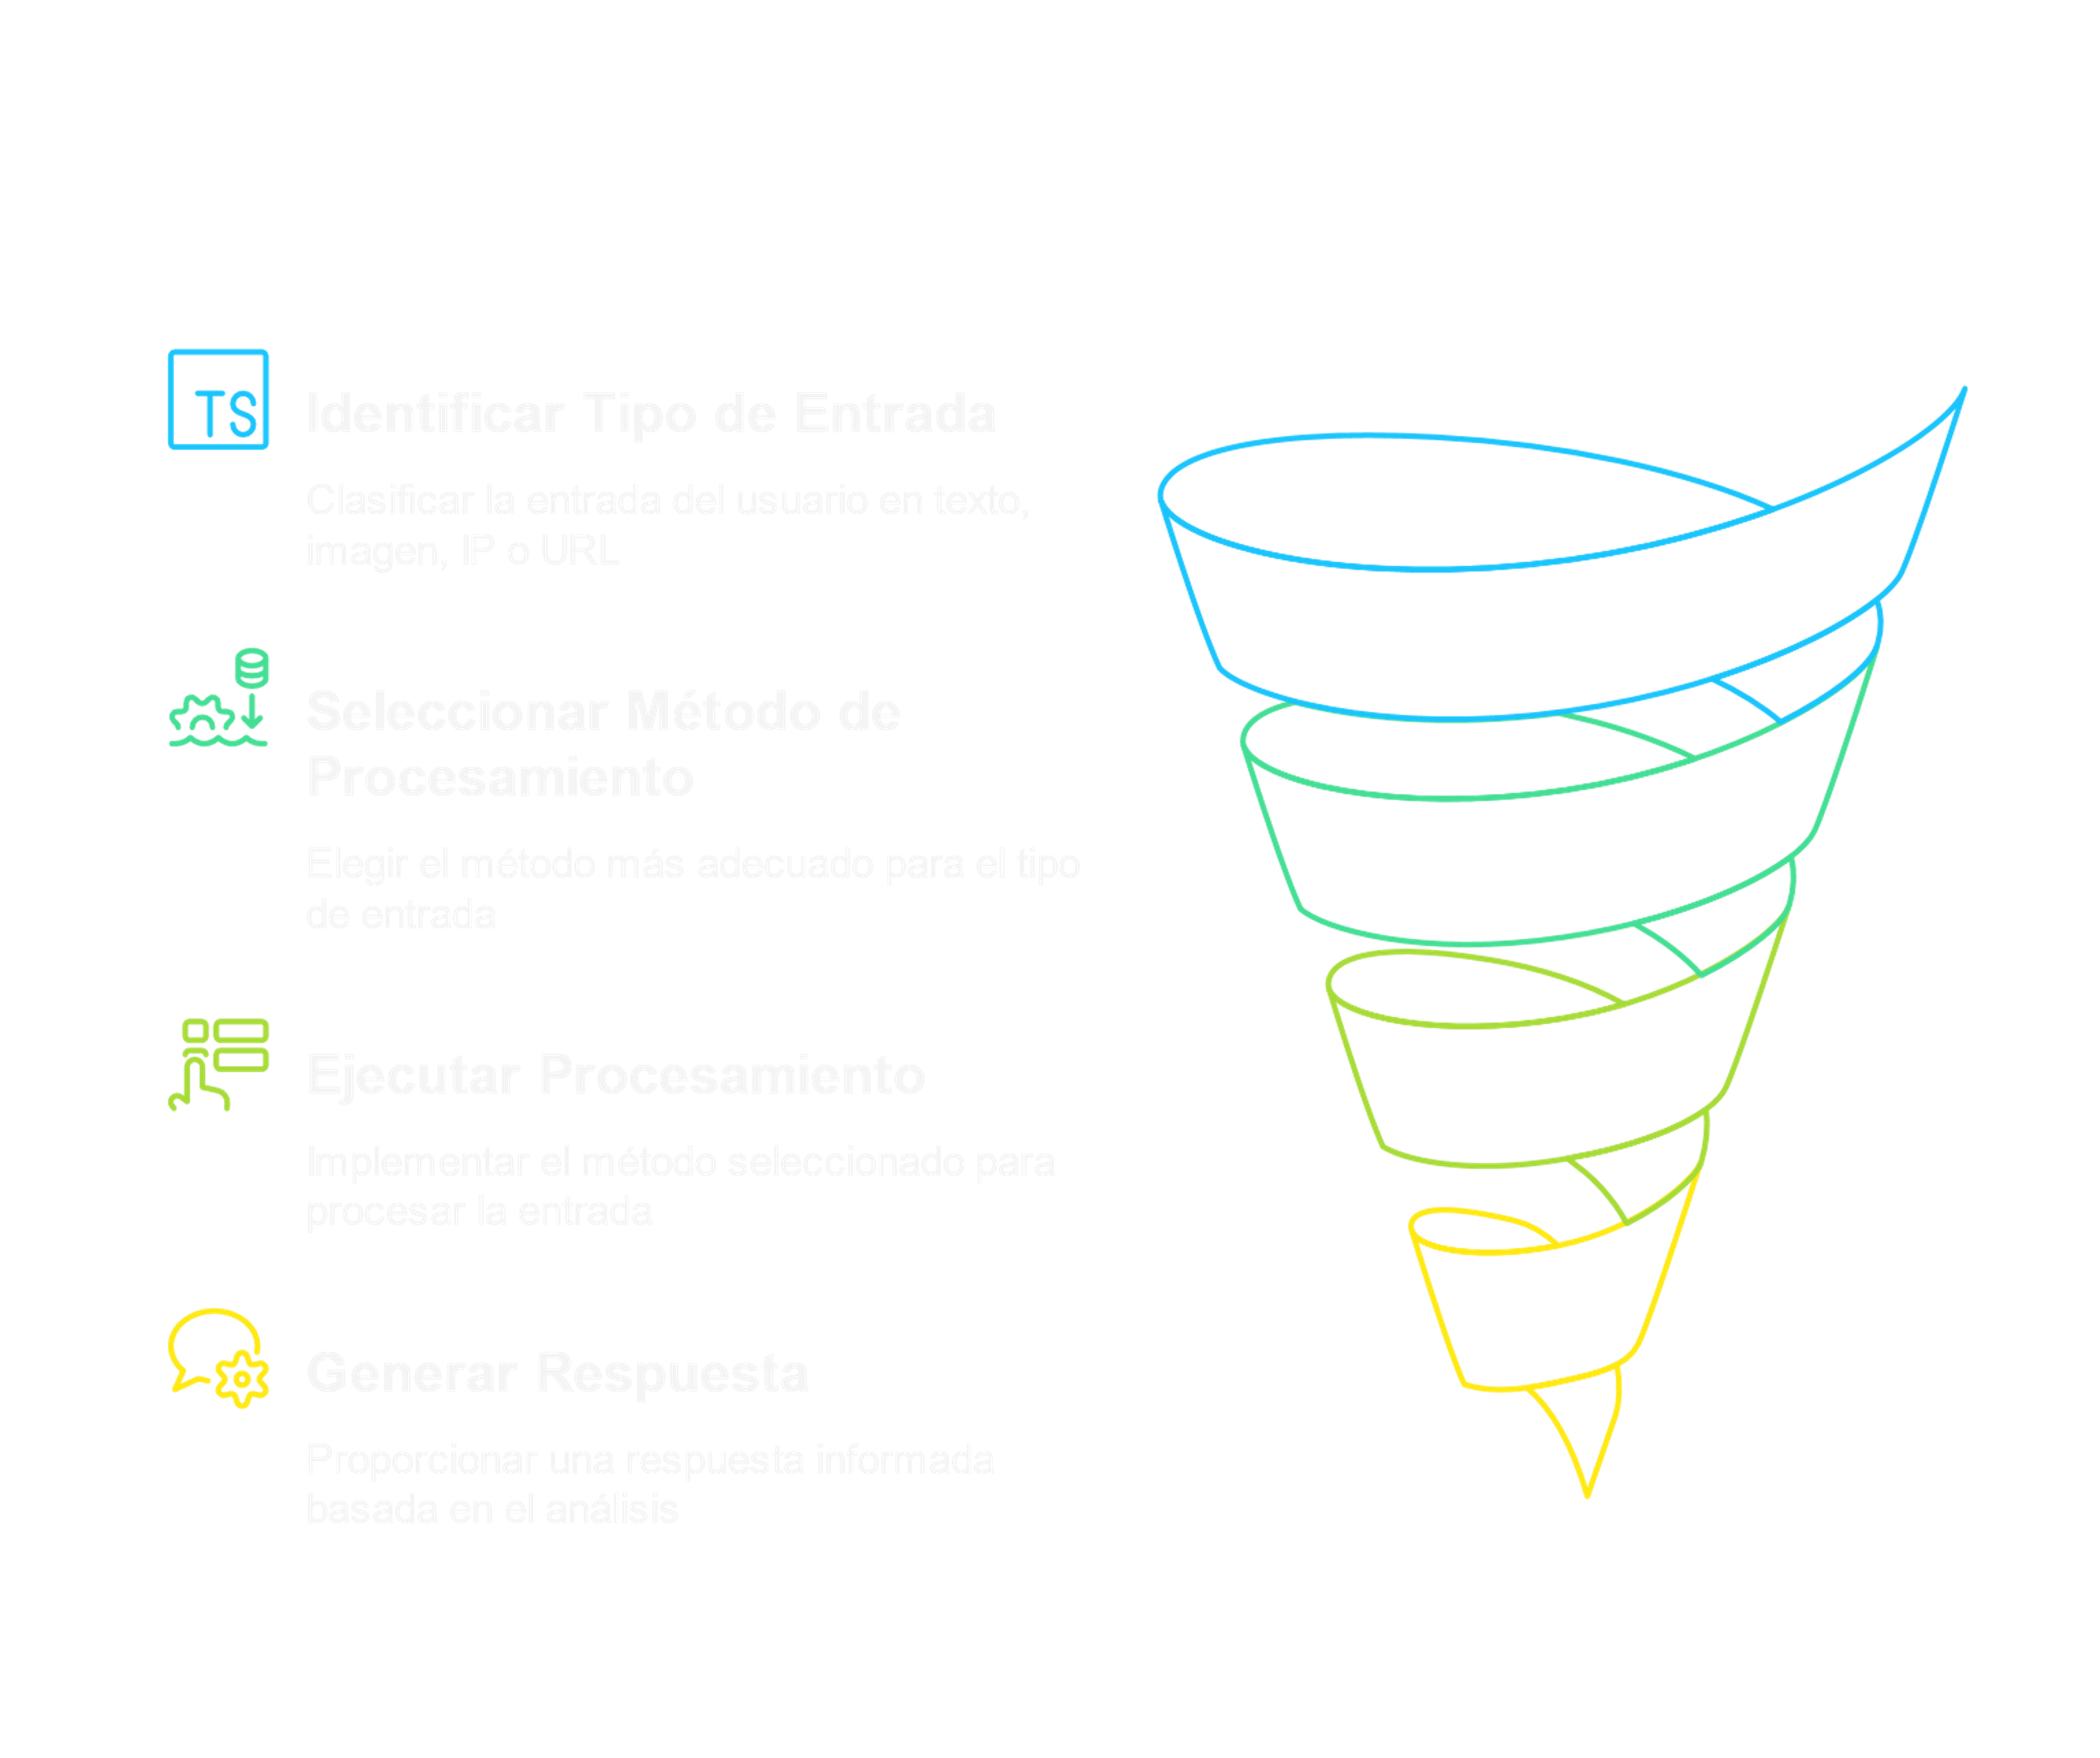 TS
Identificar Tipo de Entrada
Clasificar la entrada del usuario en texto,
imagen, IP o URL
Seleccionar Método de
Procesamiento
Elegir el método más adecuado para el tipo
de entrada
Ejecutar Procesamiento
Implementar el método seleccionado para
procesar la entrada
Generar Respuesta
Proporcionar una respuesta informada
basada en el análisis